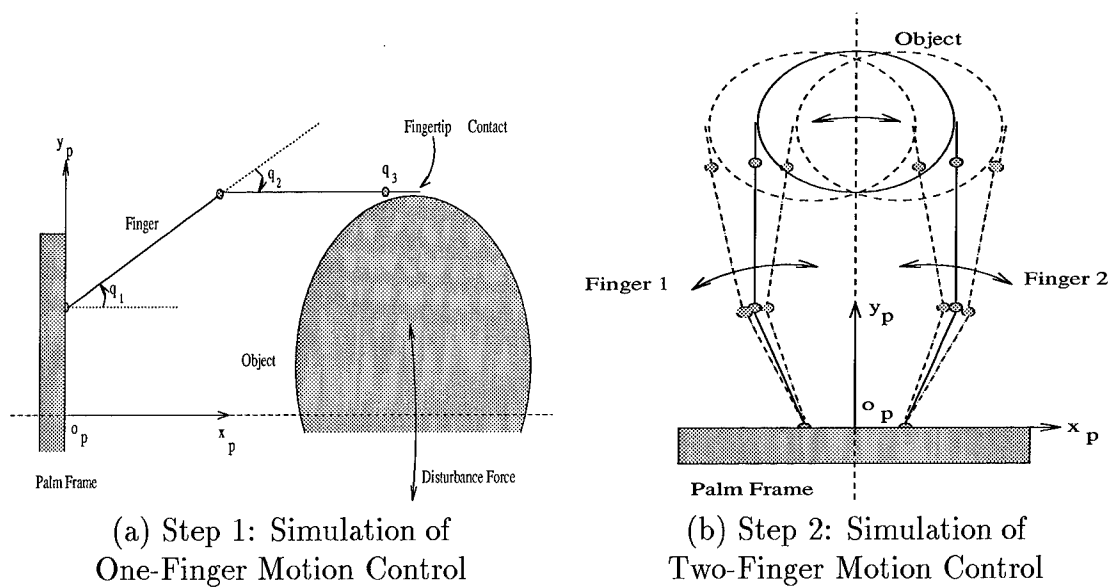 y_p
Fingertip Contact
q_2
q_3
Finger
q_1
Object
o_p
x_p
Palm Frame
Disturbance Force
(a) Step 1: Simulation of
One-Finger Motion Control
Object
Finger 1
Finger 2
y_p
o_p
x_p
Palm Frame
(b) Step 2: Simulation of
Two-Finger Motion Control